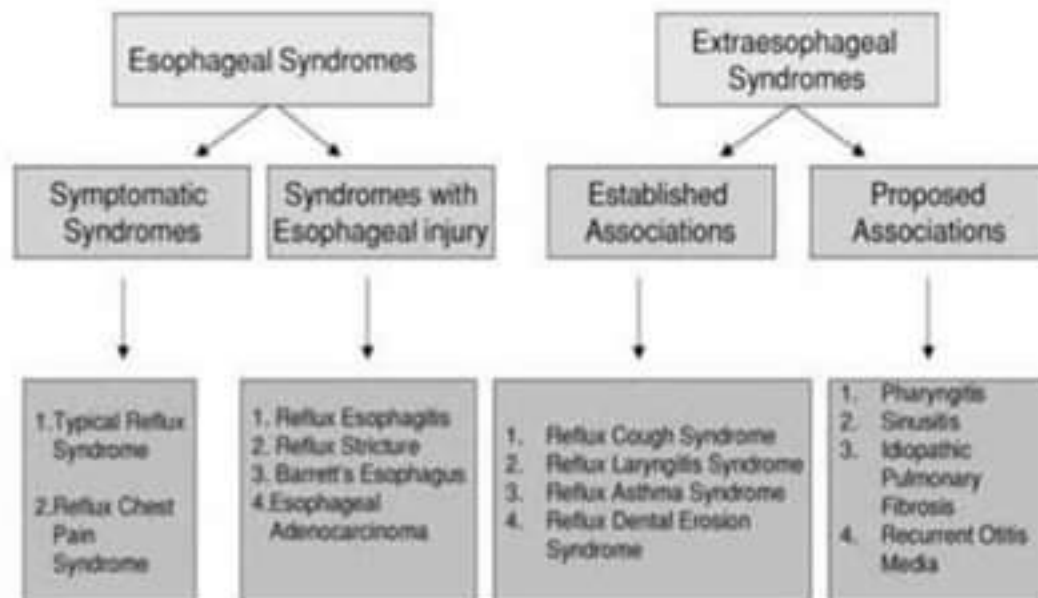 Esophageal Syndromes
Extraesophageal
Syndromes
Symptomatic
Syndromes
Syndromes with
Esophageal injury
Established
Associations
Proposed
Associations
1.Typical Reflux
Syndrome
2.Reflux Chest
Pain
Syndrome
1. Reflux Esophagitis
2. Reflux Stricture
3. Barrett's Esophagus
4.Esophageal
Adenocarcinoma
1. Reflux Cough Syndrome
2. Reflux Laryngitis Syndrome
3. Reflux Asthma Syndrome
4. Reflux Dental Erosion
Syndrome
1. Pharyngitis
2. Sinusitis
3. Idiopathic
Pulmonary
Fibrosis
4. Recurrent Otitis
Media